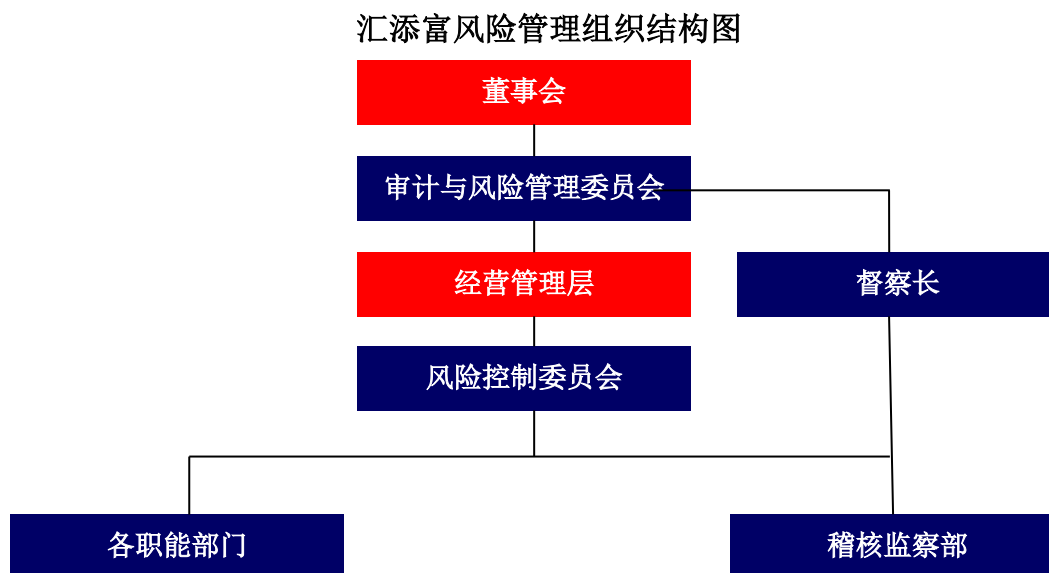 汇添富风险管理组织结构图
董事会
审计与风险管理委员会
经营管理层
督察长
风险控制委员会
各职能部门
稽核监察部